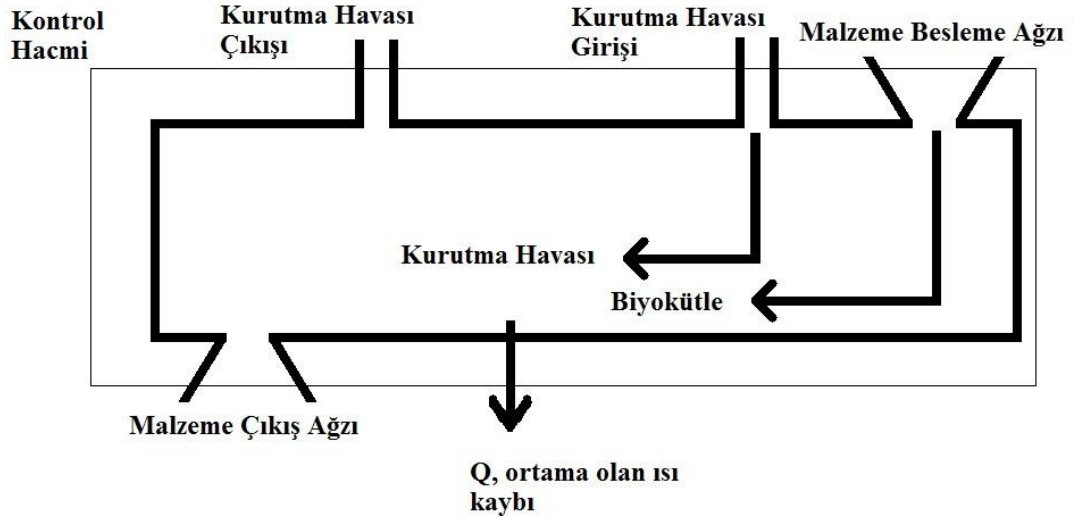 Kontrol
Hacmi
Kurutma Havası
Çıkışı
Kurutma Havası
Girişi
Malzeme Besleme Ağzı
Kurutma Havası
Biyokütle
Malzeme Çıkış Ağzı
Q, ortama olan ısı
kaybı